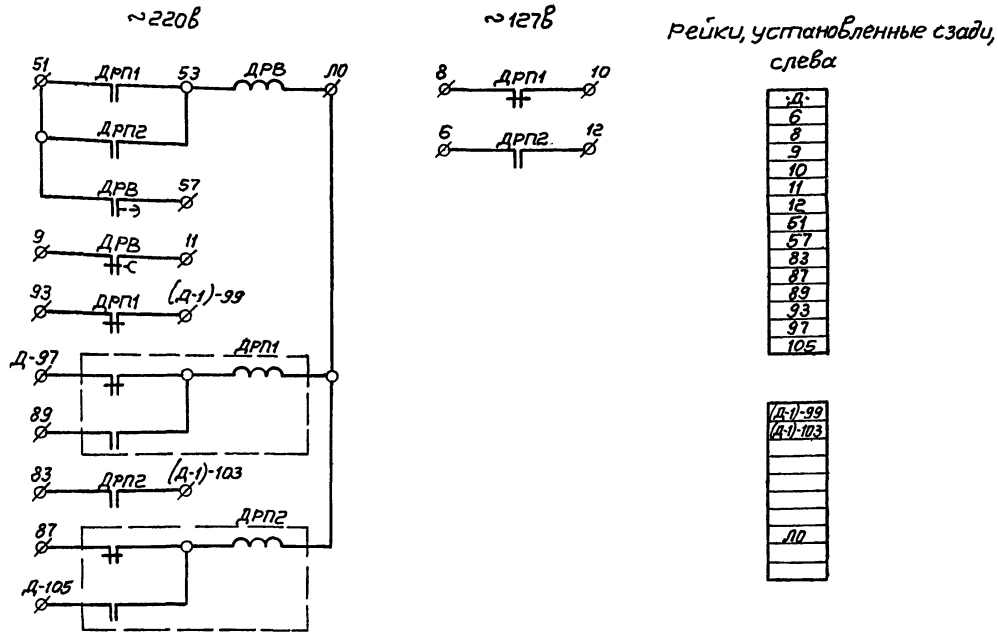 ~220в
51 ДРП1 53 ДРВ ЛО
ДРП2
ДРВ 57
9 ДРВ 11
93 ДРП1 (Д-1)-99
Д-97 ДРП1
89
83 ДРП2 (Д-1)-103
87 ДРП2
Д-105
~127в
8 ДРП1 10
6 ДРП2 12
Рейки, установленные сзади,
слева
·Д·
6
8
9
10
11
12
51
57
83
87
89
93
97
105
(Д-1)-99
(Д-1)-103
ЛО